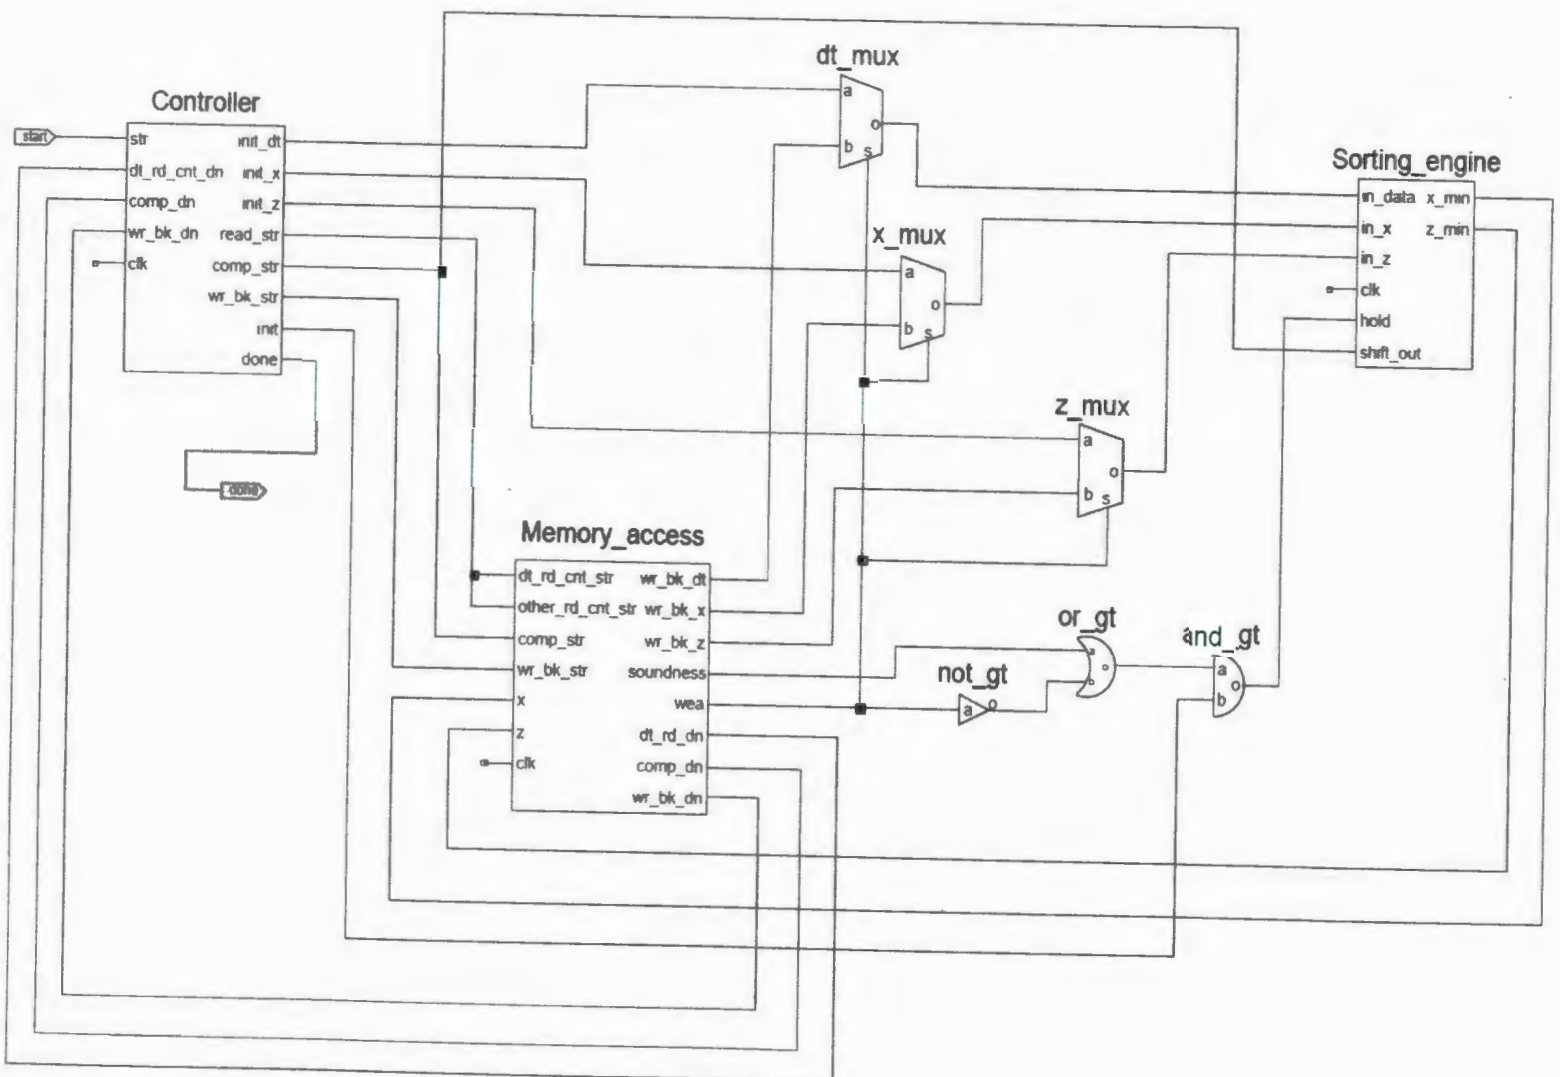 dt_mux
a
o
b
s
Controller
start
str
init_dt
dt_rd_cnt_dn
init_x
comp_dn
init_z
wr_bk_dn
read_str
clk
comp_str
wr_bk_str
init
done
done
x_mux
a
o
b
s
Sorting_engine
in_data
x_min
in_x
z_min
in_z
clk
hold
shift_out
z_mux
a
o
b
s
Memory_access
dt_rd_cnt_str
wr_bk_dt
other_rd_cnt_str
wr_bk_x
comp_str
wr_bk_z
wr_bk_str
soundness
x
wea
z
dt_rd_dn
clk
comp_dn
wr_bk_dn
not_gt
a
o
or_gt
a
o
b
and_gt
a
o
b